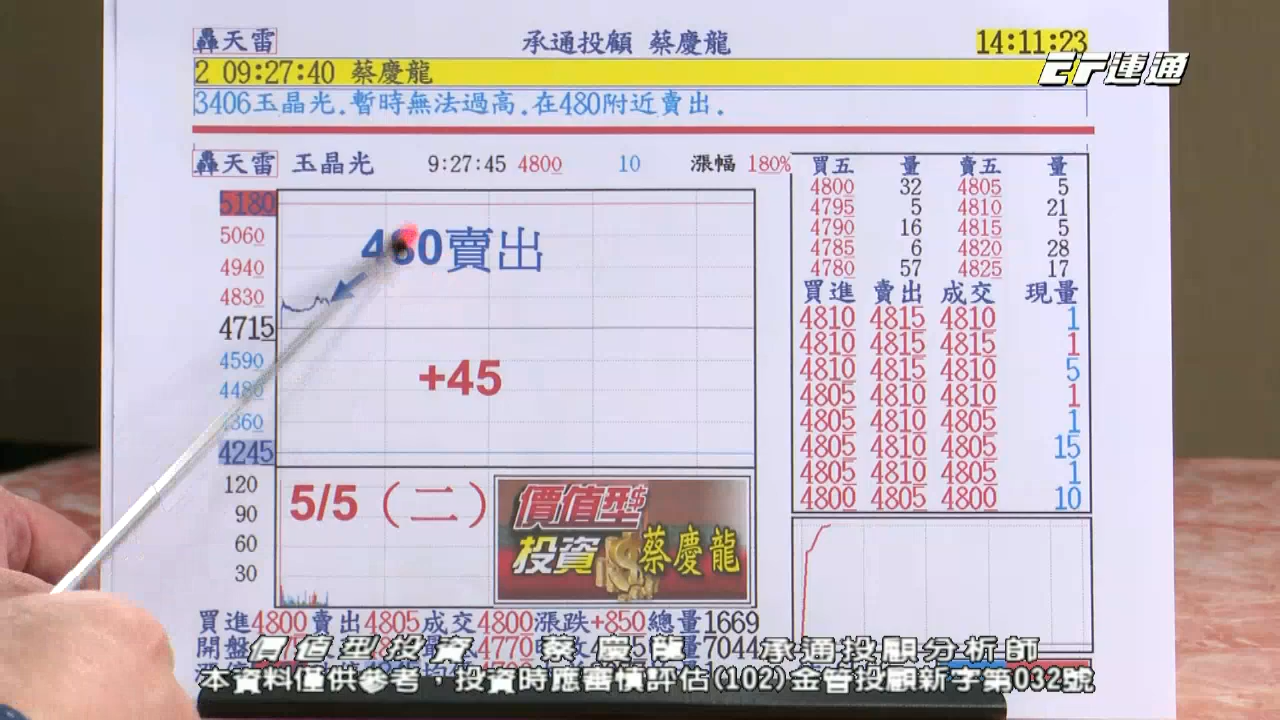 轟天雷 承通投顧 蔡慶龍 14:11:23
ET運通
2 09:27:40 蔡慶龍
3406玉晶光.暫時無法過高.在480附近賣出.
轟天雷 玉晶光 9:27:45 4800 10 漲幅 180%
買五 量 賣五 量
4800 32 4805 5
4795 5 4810 21
4790 16 4815 5
4785 6 4820 28
4780 57 4825 17
買進 賣出 成交 現量
4810 4815 4810 1
4810 4815 4815 1
4810 4815 4810 5
4805 4810 4810 1
4805 4810 4805 1
4805 4810 4805 15
4805 4810 4805 1
4800 4805 4800 10
5180
5060
4940
4830
4715
4590
4480
360
4245
120
90
60
30
480賣出
+45
5/5（二）
價值型$
投資 蔡慶龍
買進4800賣出4805成交4800漲跌+850總量1669
開盤 4770 7044
價值型投資 蔡慶龍 承通投顧分析師
本資料僅供參考，投資時應審慎評估(102)金管投顧新字第032號